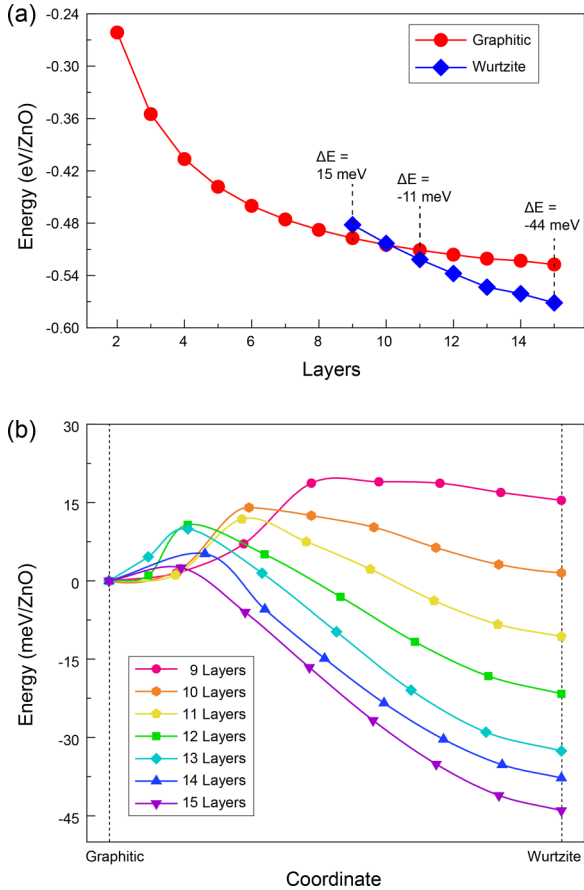 (a)
-0.24
-0.30
-0.36
-0.42
-0.48
-0.54
-0.60
Energy (eV/ZnO)
Graphitic
Wurtzite
ΔE =
15 meV
ΔE =
-11 meV
ΔE =
-44 meV
2 4 6 8 10 12 14
Layers
(b)
30
15
0
-15
-30
-45
Energy (meV/ZnO)
9 Layers
10 Layers
11 Layers
12 Layers
13 Layers
14 Layers
15 Layers
Graphitic Wurtzite
Coordinate